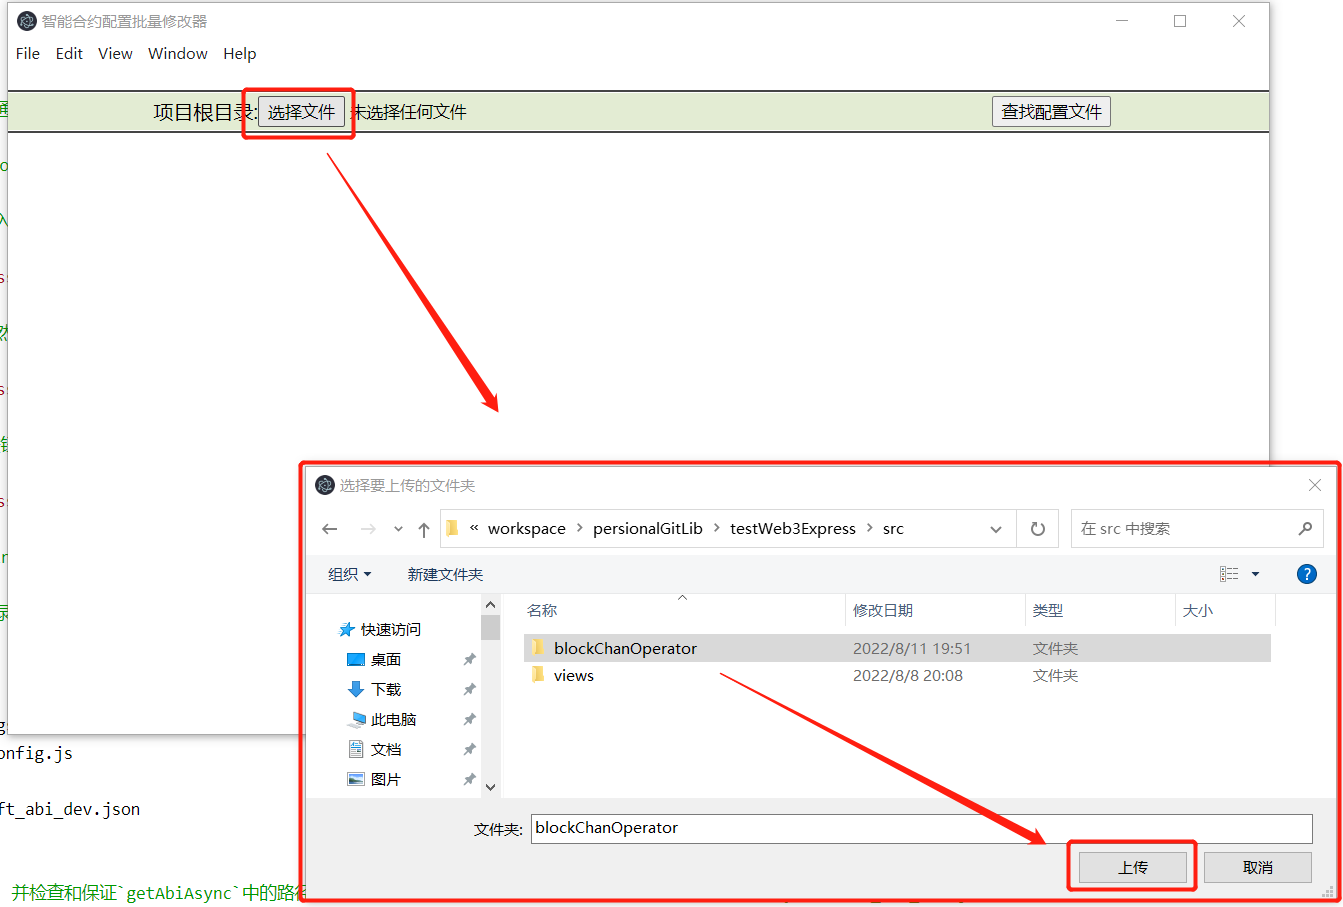 智能合约配置批量修改器
File Edit View Window Help
项目根目录: 选择文件 未选择任何文件 查找配置文件
选择要上传的文件夹
« workspace > persionalGitLib > testWeb3Express > src 在 src 中搜索
组织 新建文件夹
名称 修改日期 类型 大小
快速访问
blockChanOperator 2022/8/11 19:51 文件夹
桌面
views 2022/8/8 20:08 文件夹
下载
此电脑
文档
图片
onfig.js
ft_abi_dev.json
文件夹: blockChanOperator
上传 取消
并检查和保证`getAbiAsync`中的路径